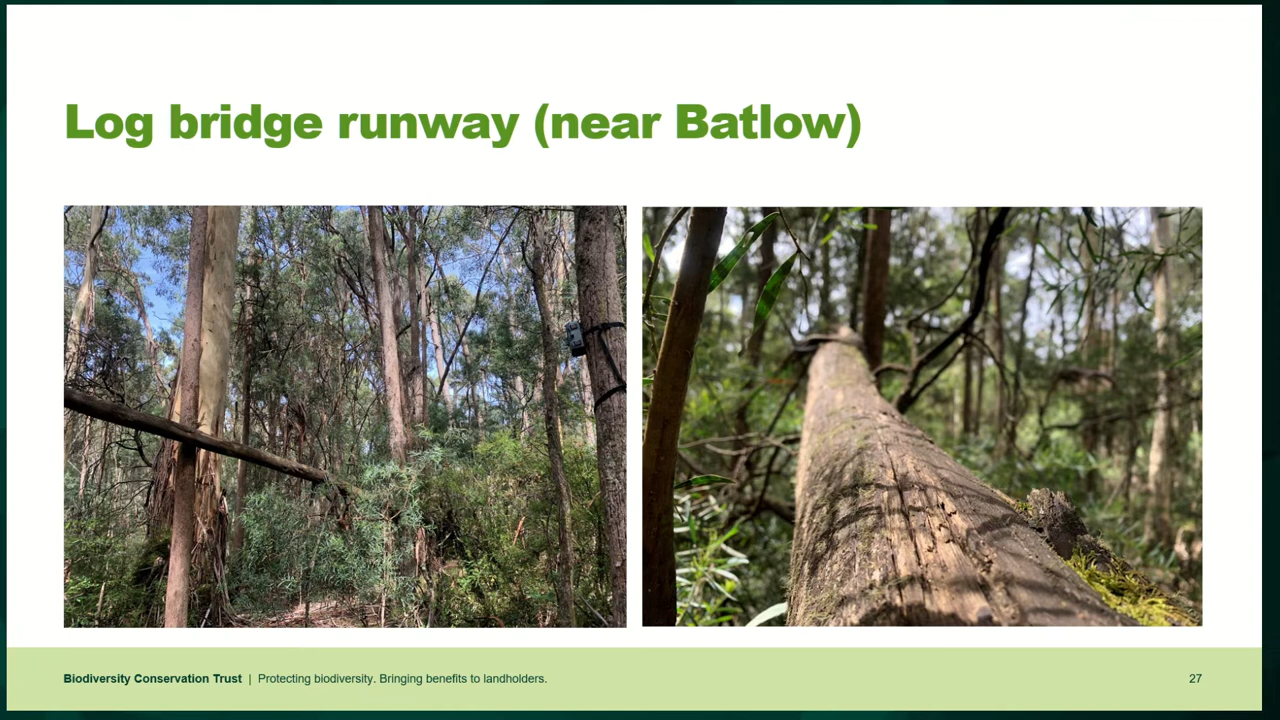 Log bridge runway (near Batlow)
Biodiversity Conservation Trust | Protecting biodiversity. Bringing benefits to landholders.
27